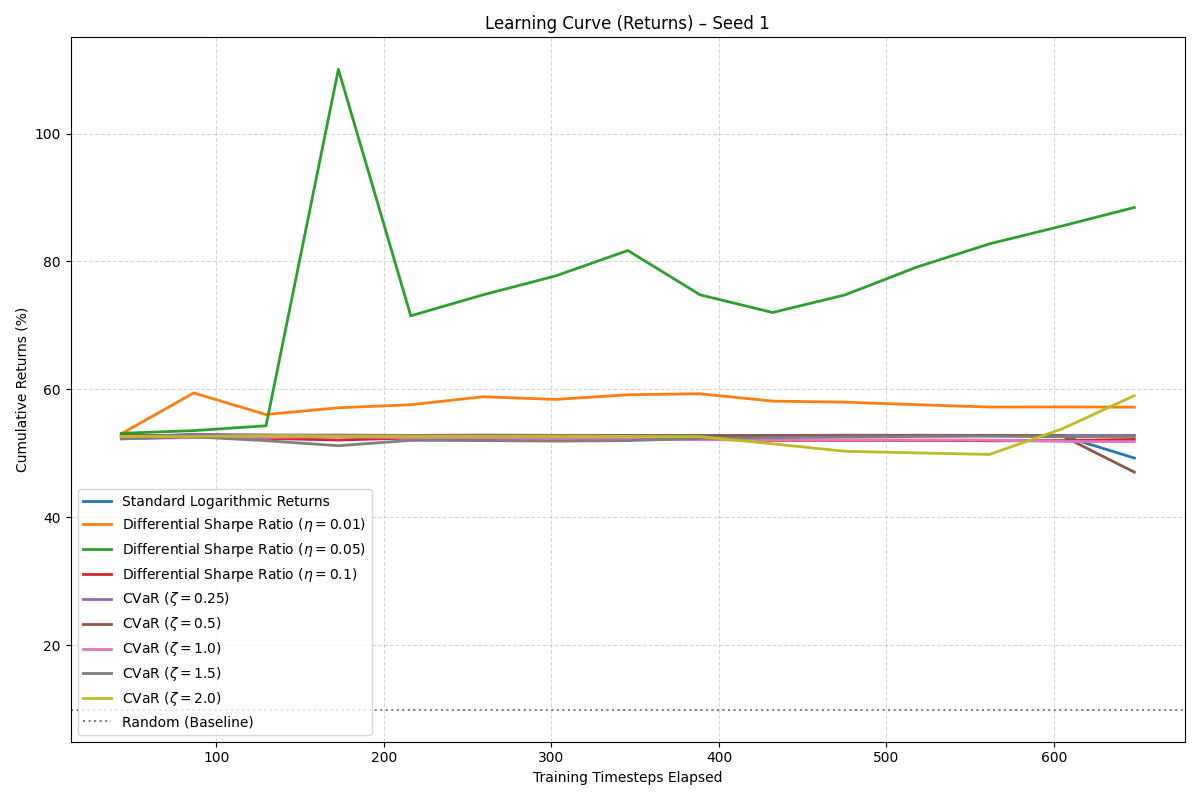 Learning Curve (Returns) – Seed 1
Cumulative Returns (%)
100
80
60
40
20
Standard Logarithmic Returns
Differential Sharpe Ratio (η = 0.01)
Differential Sharpe Ratio (η = 0.05)
Differential Sharpe Ratio (η = 0.1)
CVaR (ζ = 0.25)
CVaR (ζ = 0.5)
CVaR (ζ = 1.0)
CVaR (ζ = 1.5)
CVaR (ζ = 2.0)
Random (Baseline)
100 200 300 400 500 600
Training Timesteps Elapsed